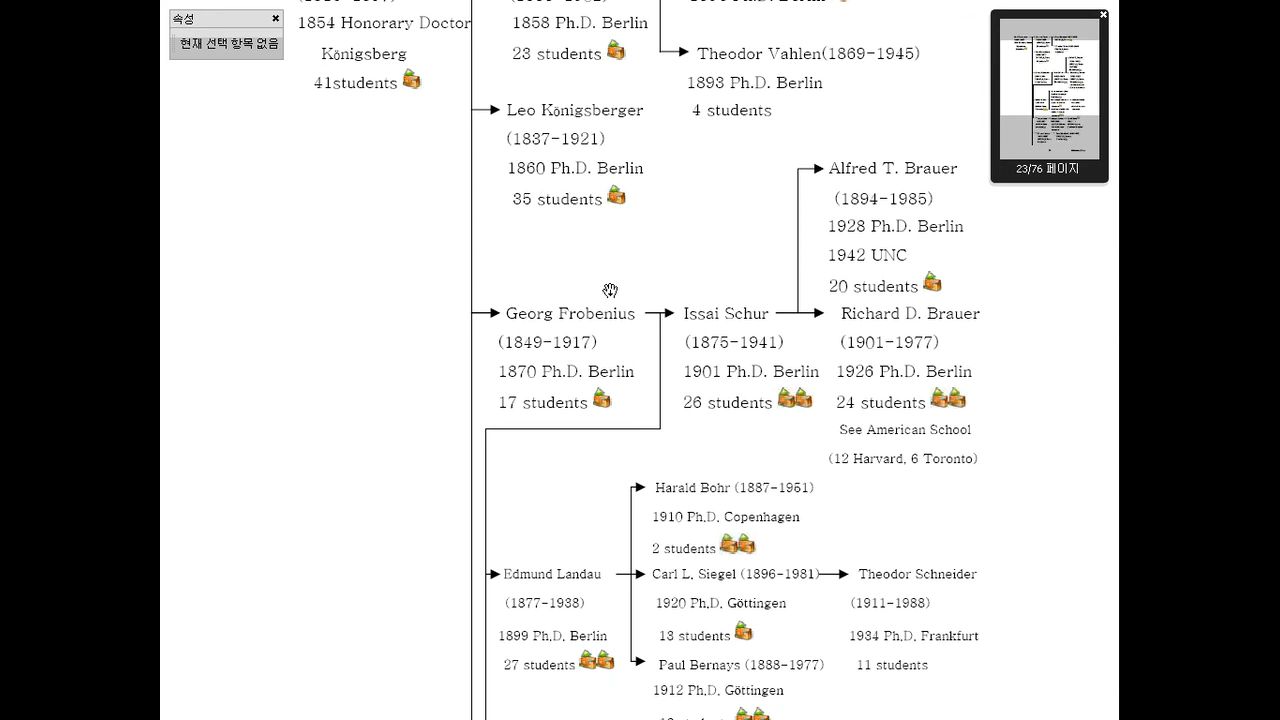 속성
현재 선택 항목 없음
1854 Honorary Doctor
Kängsberg
41students
1858 Ph.D. Berlin
23 students
Theodor Vahlen(1869-1945)
1893 Ph.D. Berlin
4 students
Leo Königsberger
(1837-1921)
1860 Ph.D. Berlin
35 students
23/76 페이지
Alfred T. Brauer
(1894-1985)
1928 Ph.D. Berlin
1942 UNC
20 students
Georg Frobenius
(1849-1917)
1870 Ph.D. Berlin
17 students
Issai Schur
(1875-1941)
1901 Ph.D. Berlin
26 students
Richard D. Brauer
(1901-1977)
1926 Ph.D. Berlin
24 students
See American School
(12 Harvard, 6 Toronto)
Harald Bohr (1887-1951)
1910 Ph.D. Copenhagen
2 students
Edmund Landau
(1877-1938)
1899 Ph.D. Berlin
27 students
Carl L. Siegel (1896-1981)
1920 Ph.D. Göttingen
13 students
Theodor Schneider
(1911-1988)
1934 Ph.D. Frankfurt
11 students
Paul Bernays (1888-1977)
1912 Ph.D. Göttingen